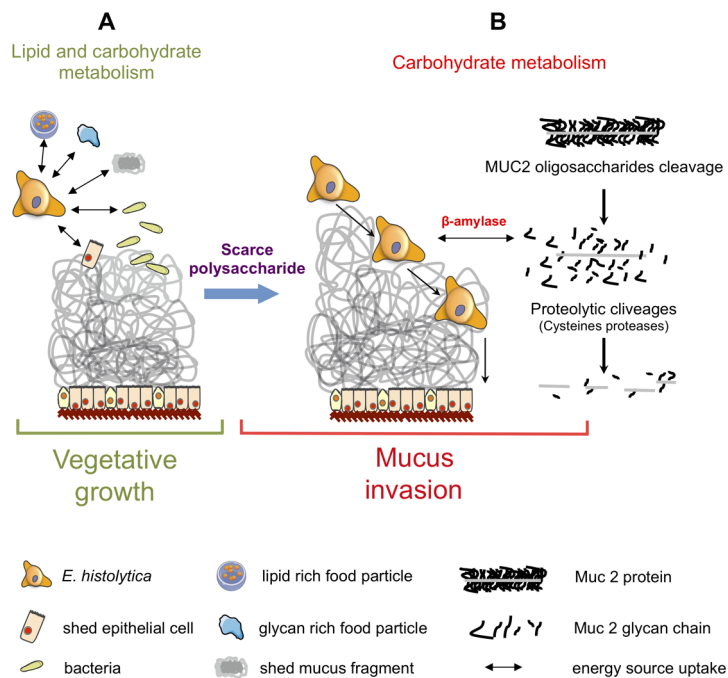 A
Lipid and carbohydrate
metabolism
B
Carbohydrate metabolism
MUC2 oligosaccharides cleavage
β-amylase
Scarce
polysaccharide
Proteolytic cliveages
(Cysteines proteases)
Vegetative
growth
Mucus
invasion
E. histolytica
lipid rich food particle
Muc 2 protein
shed epithelial cell
glycan rich food particle
Muc 2 glycan chain
bacteria
shed mucus fragment
energy source uptake